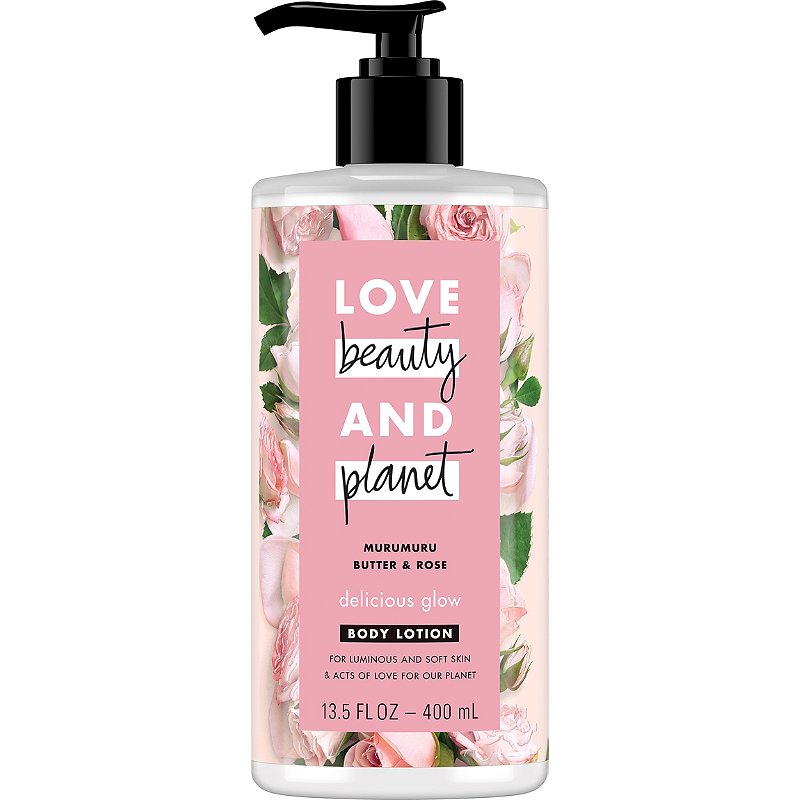 LOVE
beauty
AND
planet
MURUMURU
BUTTER & ROSE
delicious glow
BODY LOTION
FOR LUMINOUS AND SOFT SKIN
& ACTS OF LOVE FOR OUR PLANET
13.5 FL OZ – 400 mL